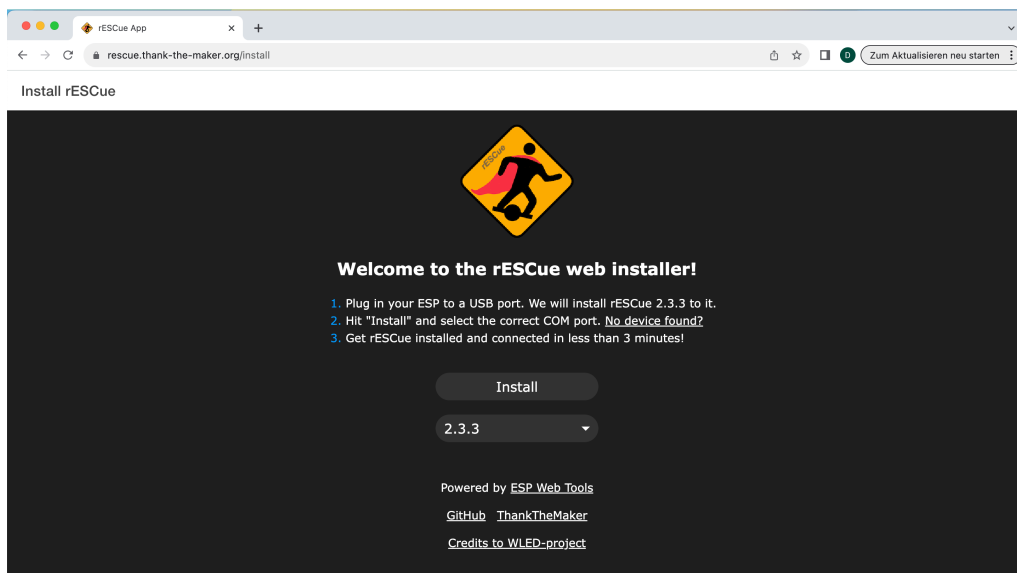 rESCue App
rescue.thank-the-maker.org/install
D
Zum Aktualisieren neu starten
Install rESCue
rESCue
Welcome to the rESCue web installer!
1. Plug in your ESP to a USB port. We will install rESCue 2.3.3 to it.
2. Hit "Install" and select the correct COM port. No device found?
3. Get rESCue installed and connected in less than 3 minutes!
Install
2.3.3
Powered by ESP Web Tools
GitHub ThankTheMaker
Credits to WLED-project